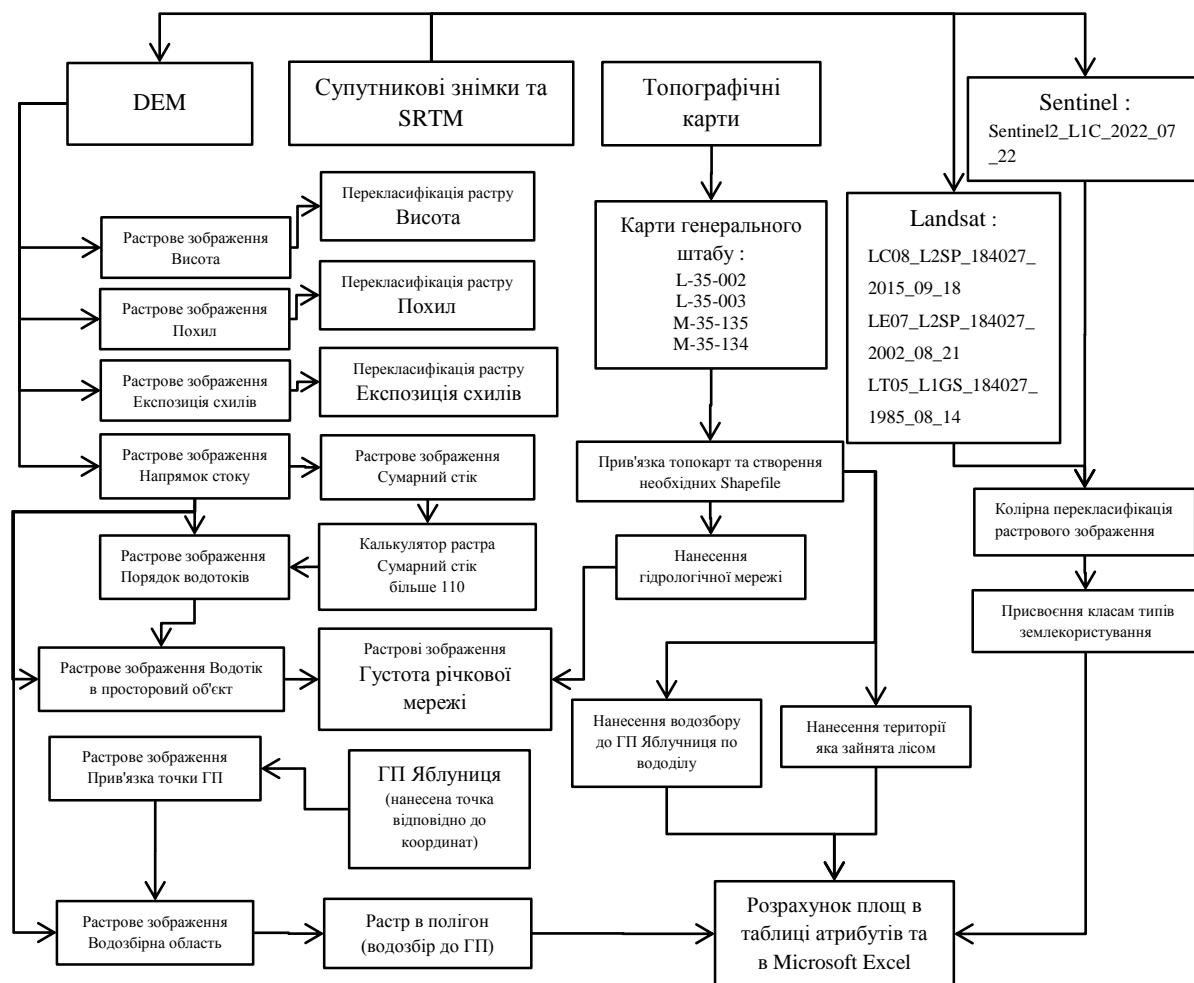 DEM
Супутникові знімки та
SRTM
Топографічні
карти
Sentinel :
Sentinel2_L1C_2022_07
_22
Перекласифікація растру
Висота
Растрове зображення
Висота
Карти генерального
штабу :
L-35-002
L-35-003
M-35-135
M-35-134
Landsat :
LC08_L2SP_184027_
2015_09_18
LE07_L2SP_184027_
2002_08_21
LT05_L1GS_184027_
1985_08_14
Перекласифікація растру
Похил
Растрове зображення
Похил
Перекласифікація растру
Експозиція схилів
Растрове зображення
Експозиція схилів
Растрове зображення
Напрямок стоку
Растрове зображення
Сумарний стік
Прив'язка топокарт та створення
необхідних Shapefile
Колірна перекласифікація
растрового зображення
Растрове зображення
Порядок водотоків
Калькулятор растра
Сумарний стік
більше 110
Нанесення
гідрологічної мережі
Присвоєння класам типів
землекористування
Растрове зображення Водотік
в просторовий об'єкт
Растрові зображення
Густота річкової
мережі
Нанесення водозбору
до ГП Яблучниця по
вододілу
Нанесення території
яка зайнята лісом
Растрове зображення
Прив'язка точки ГП
ГП Яблуниця
(нанесена точка
відповідно до
координат)
Растрове зображення
Водозбірна область
Растр в полігон
(водозбір до ГП)
Розрахунок площ в
таблиці атрибутів та
в Microsoft Excel